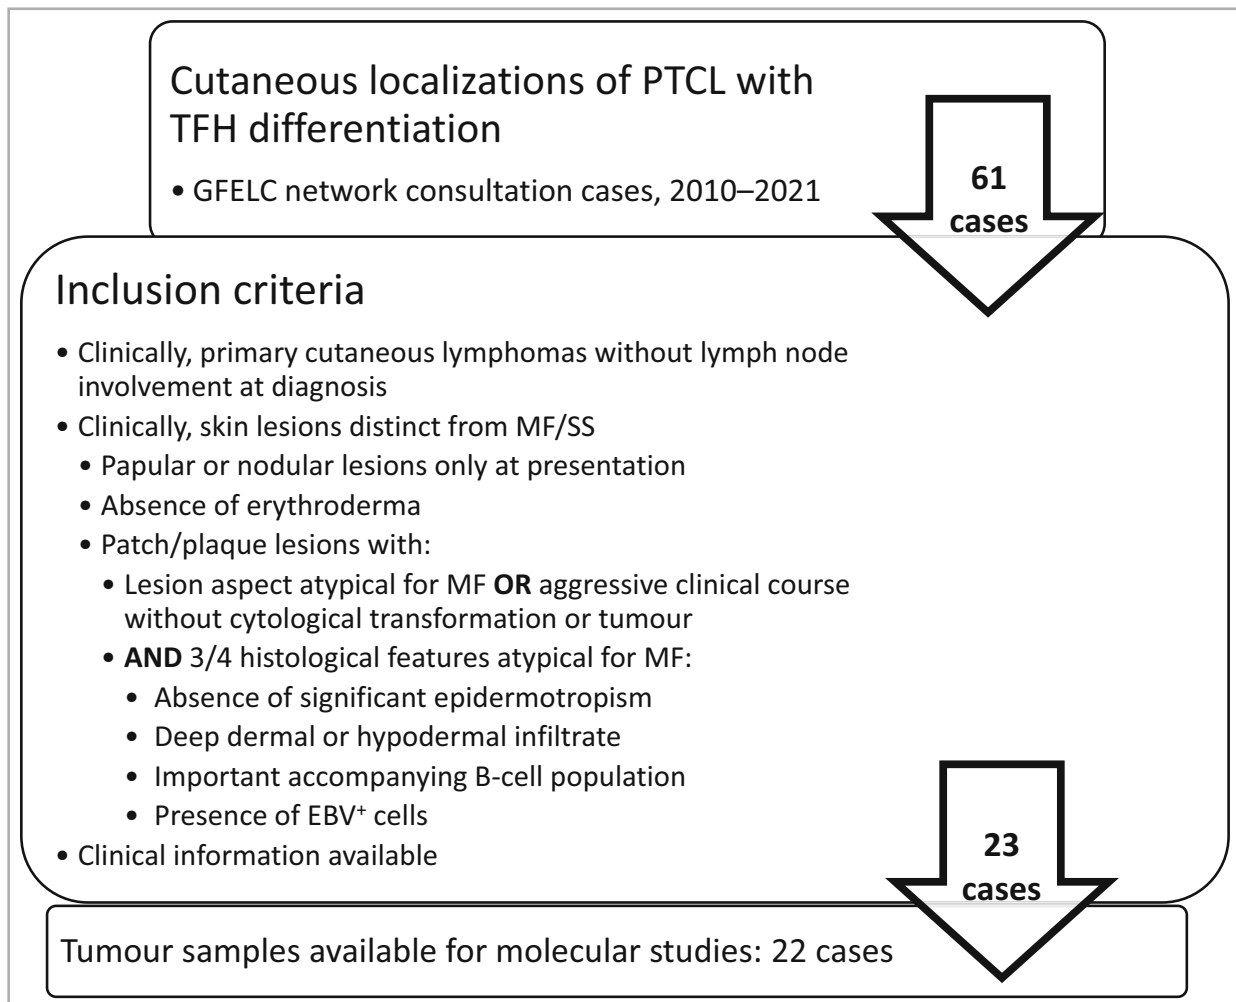 Cutaneous localizations of PTCL with
TFH differentiation
• GFELC network consultation cases, 2010–2021
61
cases
Inclusion criteria
• Clinically, primary cutaneous lymphomas without lymph node
involvement at diagnosis
• Clinically, skin lesions distinct from MF/SS
• Papular or nodular lesions only at presentation
• Absence of erythroderma
• Patch/plaque lesions with:
• Lesion aspect atypical for MF OR aggressive clinical course
without cytological transformation or tumour
• AND 3/4 histological features atypical for MF:
• Absence of significant epidermotropism
• Deep dermal or hypodermal infiltrate
• Important accompanying B-cell population
• Presence of EBV⁺ cells
• Clinical information available
23
cases
Tumour samples available for molecular studies: 22 cases